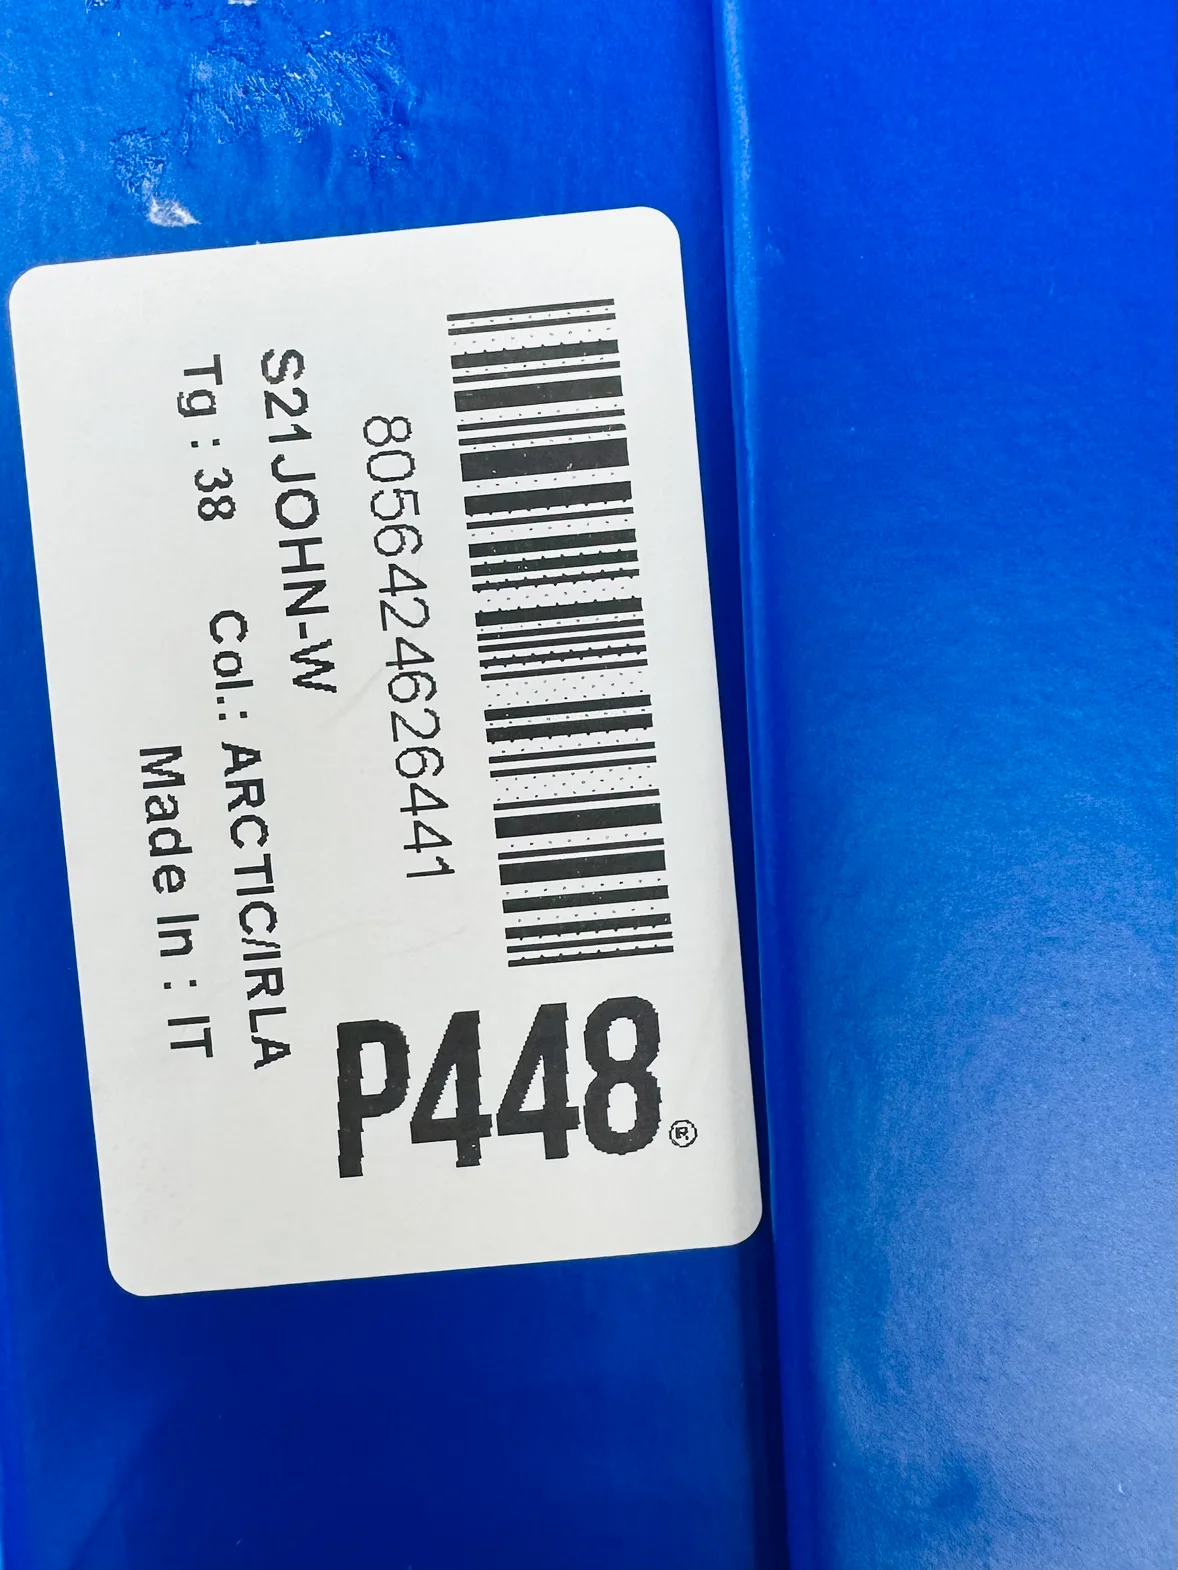 8056424626441
S21JOHN-W
Tg : 38 Col.: ARCTIC/IRLA
Made In : IT
P448®